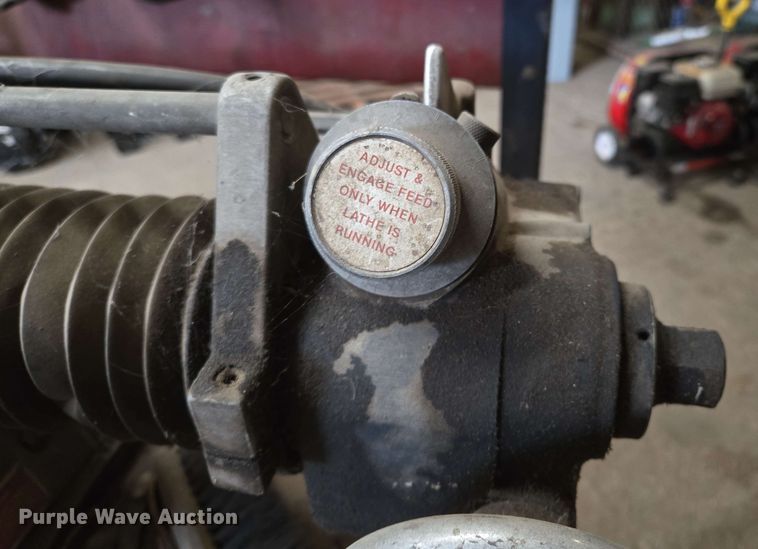 ADJUST &
ENGAGE FEED
ONLY WHEN
LATHE IS
RUNNING
Purple Wave Auction